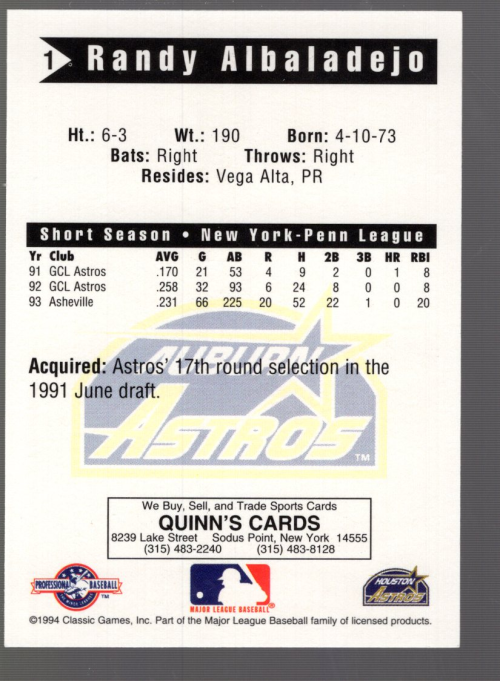 1 Randy Albaladejo
Ht.: 6-3 Wt.: 190 Born: 4-10-73
Bats: Right Throws: Right
Resides: Vega Alta, PR
Short Season • New York-Penn League
Yr Club AVG G AB R H 2B 3B HR RBI
91 GCL Astros .170 21 53 4 9 2 0 1 8
92 GCL Astros .258 32 93 6 24 8 0 0 8
93 Asheville .231 66 225 20 52 22 1 0 20
AUBURN
Acquired: Astros' 17th round selection in the
1991 June draft.
ASTROS TM
We Buy, Sell, and Trade Sports Cards
QUINN'S CARDS
8239 Lake Street Sodus Point, New York 14555
(315) 483-2240 (315) 483-8128
PROFESSIONAL BASEBALL TM
MAJOR LEAGUE BASEBALL®
HOUSTON
ASTROS
©1994 Classic Games, Inc. Part of the Major League Baseball family of licensed products.